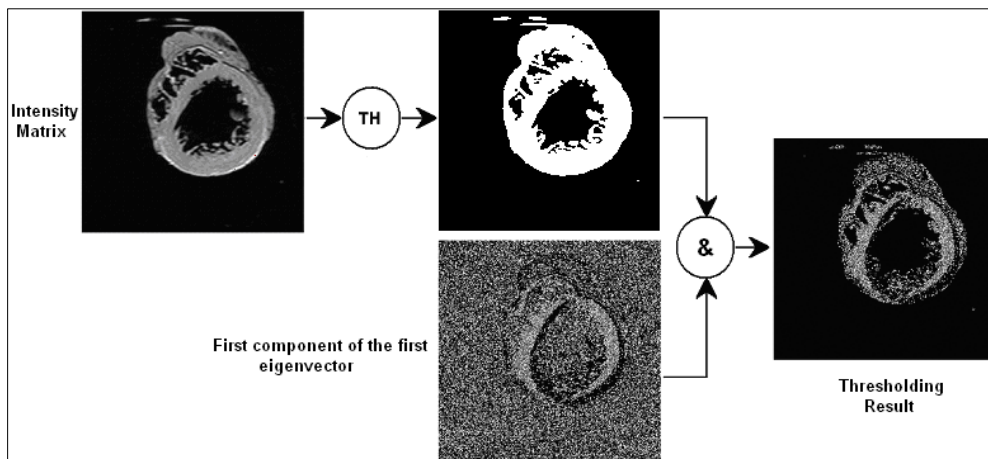 Intensity
Matrix
TH
&
First component of the first
eigenvector
Thresholding
Result